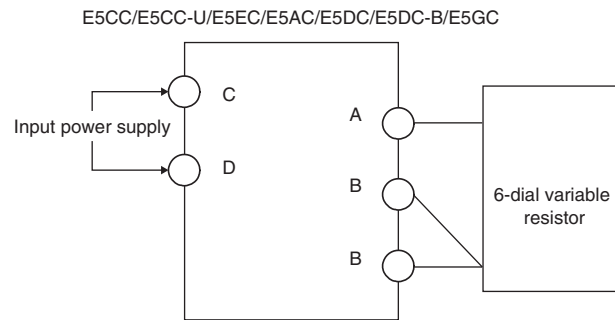 E5CC/E5CC-U/E5EC/E5AC/E5DC/E5DC-B/E5GC
C
A
Input power supply
D
B
6-dial variable
resistor
B